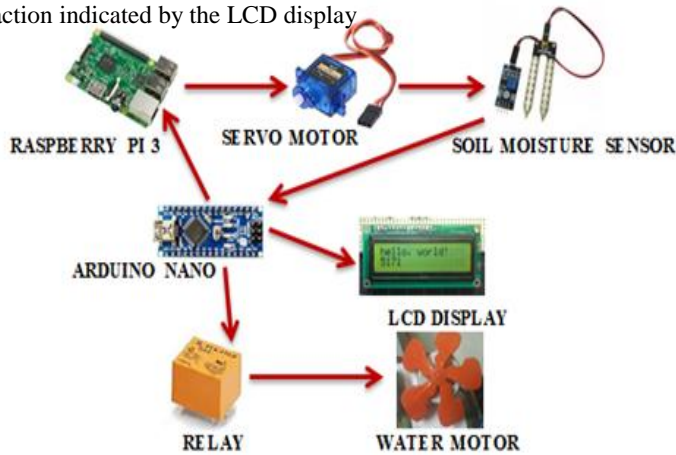 action indicated by the LCD display
RASPBERRY PI 3
SERVO MOTOR
SOIL MOISTURE SENSOR
ARDUINO NANO
hello, world!
LCD DISPLAY
RELAY
WATER MOTOR